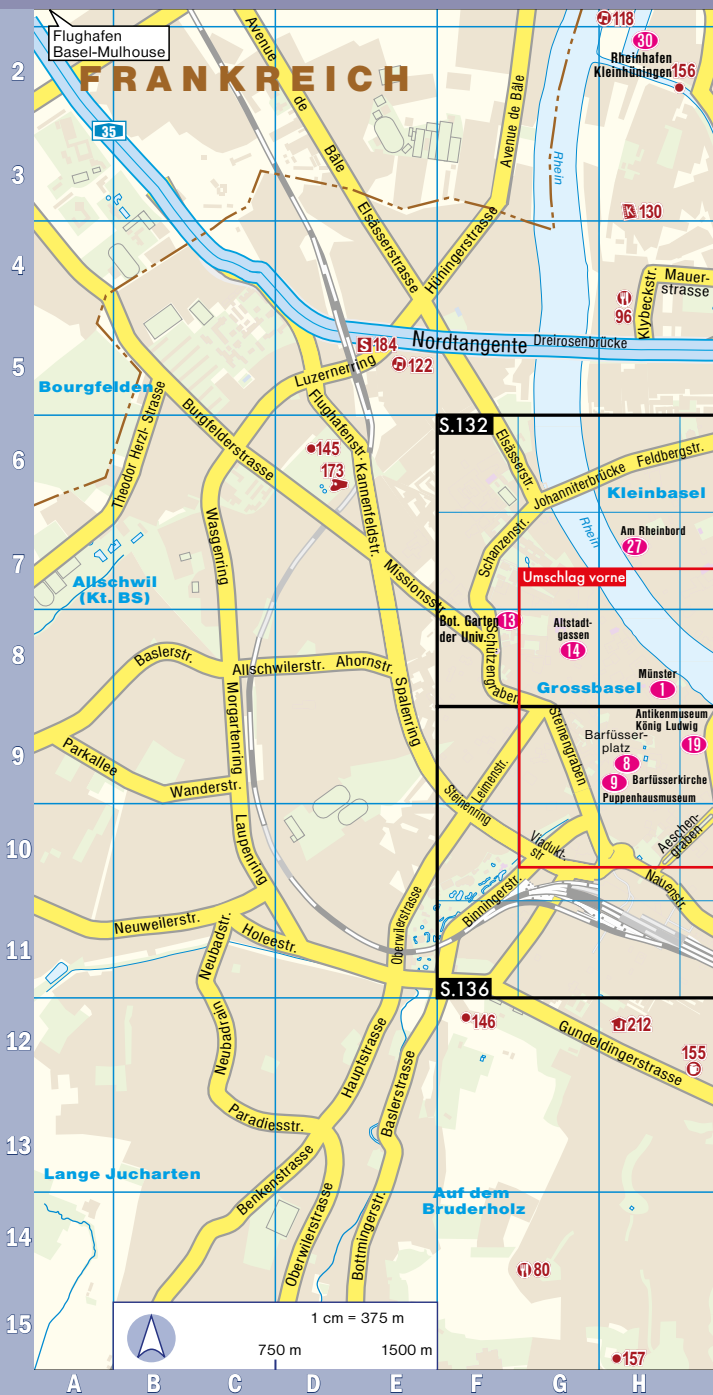 Flughafen
Basel-Mulhouse
118
30
Rheinhafen
Kleinhüningen
156
2
FRANKREICH
Avenue de Bâle
Avenue de Bâle
35
3
Rhein
K 130
Elsässerstrasse
Hüningerstrasse
4
Mauer-
strasse
Klybeckstr.
96
S 184
Nordtangente
Dreirosenbrücke
122
5
Luzernerring
Bourgfelden
Theodor Herzl- Strasse
Burgfelderstrasse
Flughafenstr.
S.132
Elsässerstr.
6
145
173
Kannenfeldstr.
Johanniterbrücke
Feldbergstr.
Kleinbasel
Wasgenring
Schanzenstr.
Rhein
Am Rheinbord
27
7
Missionsstr.
Umschlag vorne
Allschwil
(Kt. BS)
Bot. Garten
der Univ.
13
Altstadt-
gassen
14
Schützengraben
8
Baslerstr.
Allschwilerstr.
Ahornstr.
Münster
1
Grossbasel
Morgartenring
Spalenring
Steinengraben
Antikenmuseum
König Ludwig
19
9
Parkallee
Barfüsser-
platz
8
9
Barfüsserkirche
Puppenhausmuseum
Wanderstr.
Leimenstr.
Steinenring
10
Laupenring
Viadukt-
str.
Aeschen-
graben
Nauenstr.
Binningerstr.
Oberwilerstrasse
Neuweilerstr.
Neubadstr.
Holeestr.
11
S.136
12
Neubadrain
Hauptstrasse
146
212
Gundeldingerstrasse
155
Baslerstrasse
Paradiesstr.
13
Lange Jucharten
Benkenstrasse
Auf dem
Bruderholz
Oberwilerstrasse
Bottmingerstr.
14
80
1 cm = 375 m
15
750 m
1500 m
157
A B C D E F G H